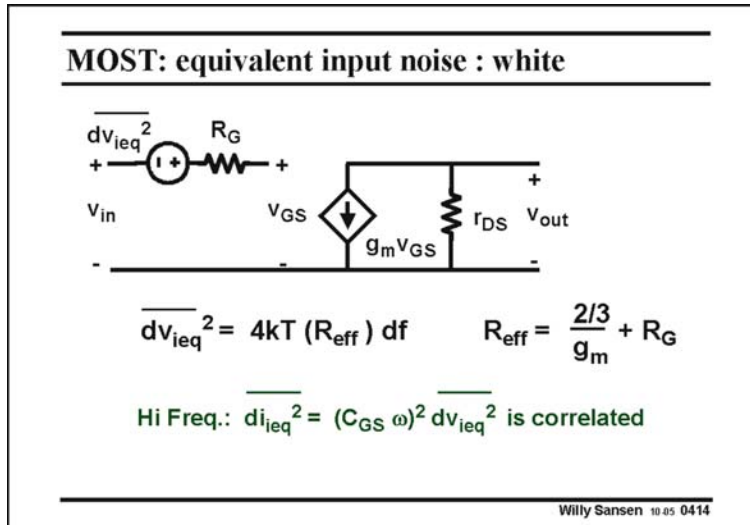 MOST: equivalent input noise : white
dv_ieq² R_G
+ - + +
+
v_in v_GS g_m v_GS r_DS v_out
- - -
dv_ieq² = 4kT (R_eff) df R_eff = 2/3 / g_m + R_G
Hi Freq.: di_ieq² = (C_GS ω)² dv_ieq² is correlated
Willy Sansen 10-05 0414